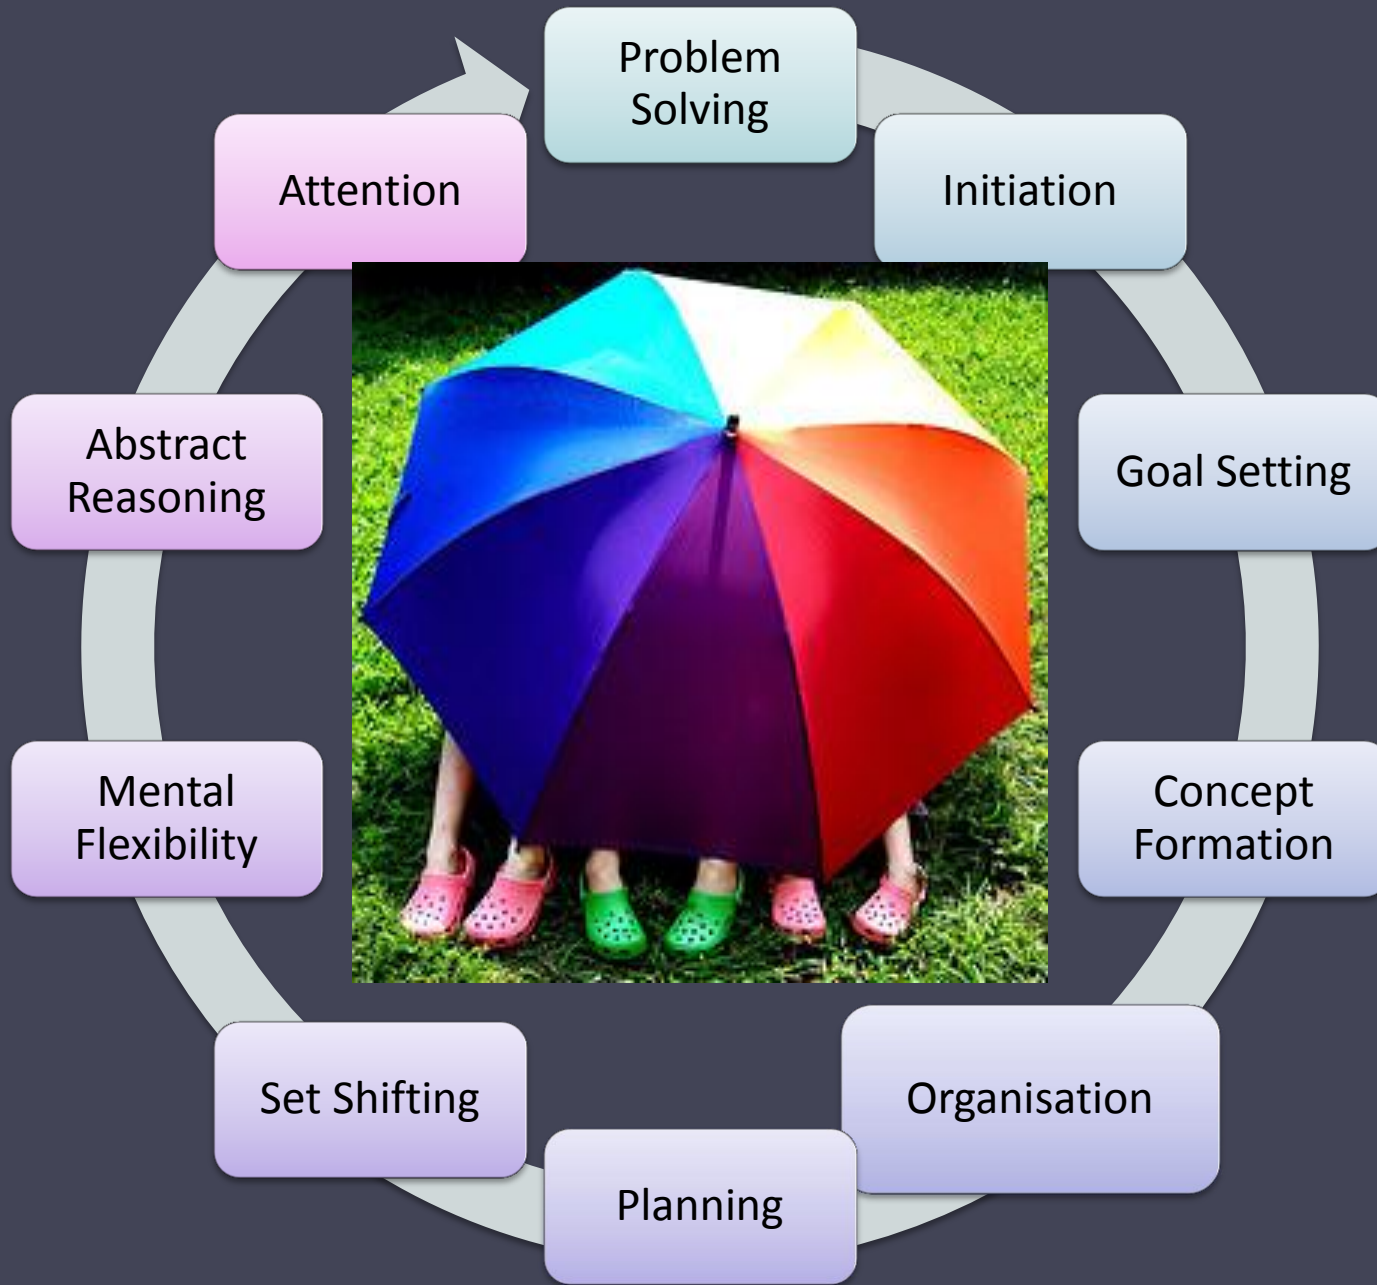 Problem
Solving
Initiation
Goal Setting
Concept
Formation
Organisation
Planning
Set Shifting
Mental
Flexibility
Abstract
Reasoning
Attention